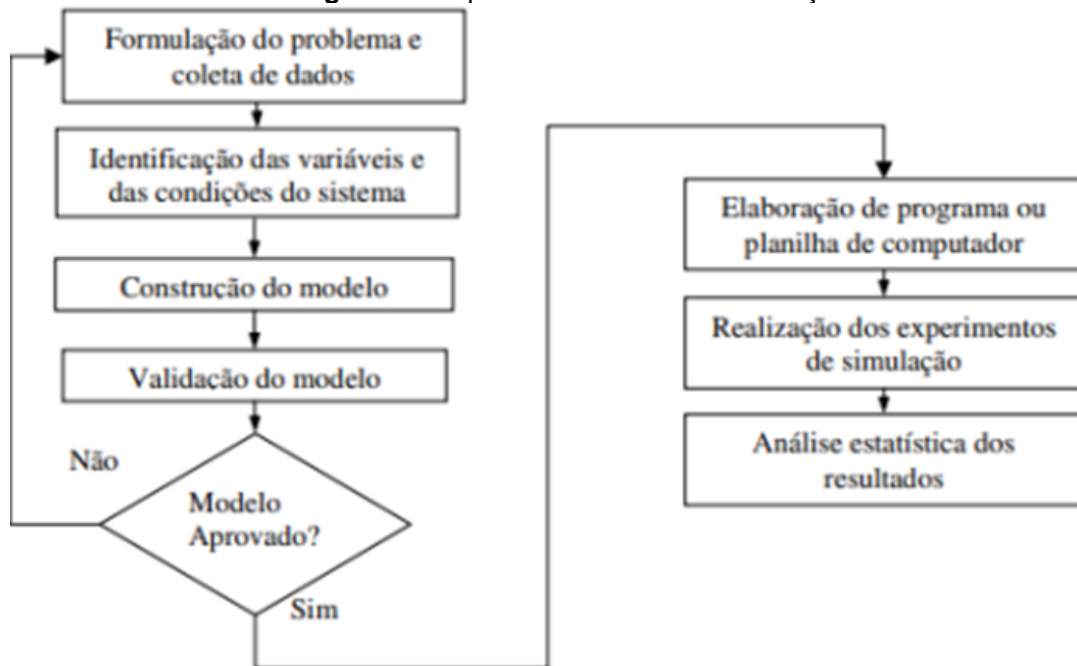 Formulação do problema e
coleta de dados
Identificação das variáveis e
das condições do sistema
Construção do modelo
Validação do modelo
Não
Modelo
Aprovado?
Sim
Elaboração de programa ou
planilha de computador
Realização dos experimentos
de simulação
Análise estatística dos
resultados